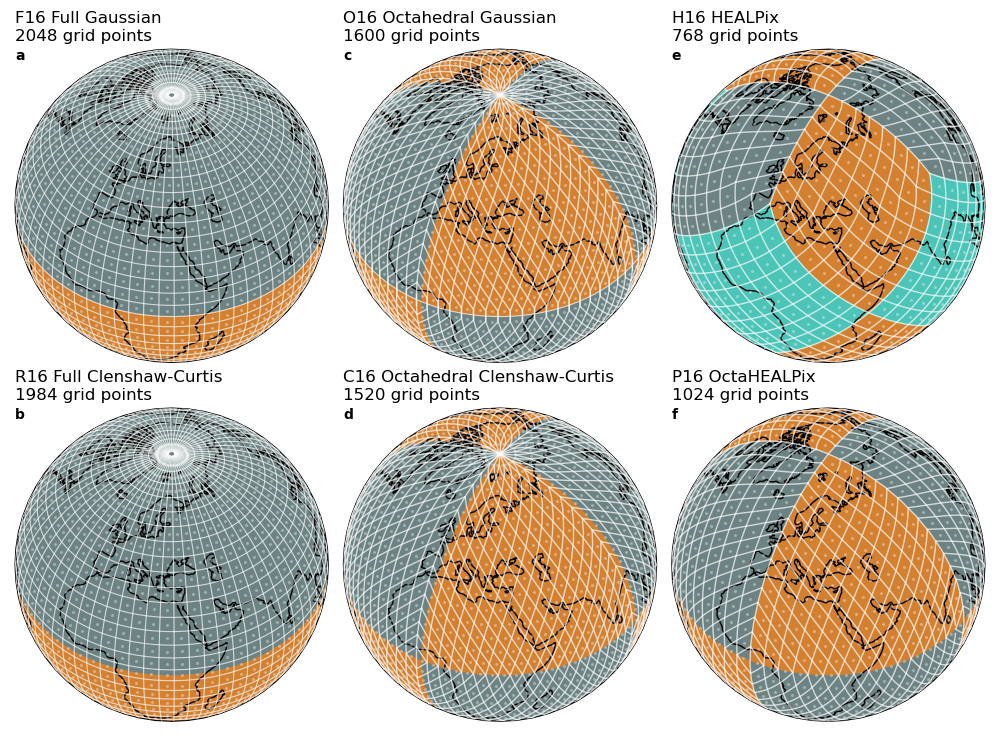 F16 Full Gaussian
2048 grid points
a
O16 Octahedral Gaussian
1600 grid points
c
H16 HEALPix
768 grid points
e
R16 Full Clenshaw-Curtis
1984 grid points
b
C16 Octahedral Clenshaw-Curtis
1520 grid points
d
P16 OctaHEALPix
1024 grid points
f